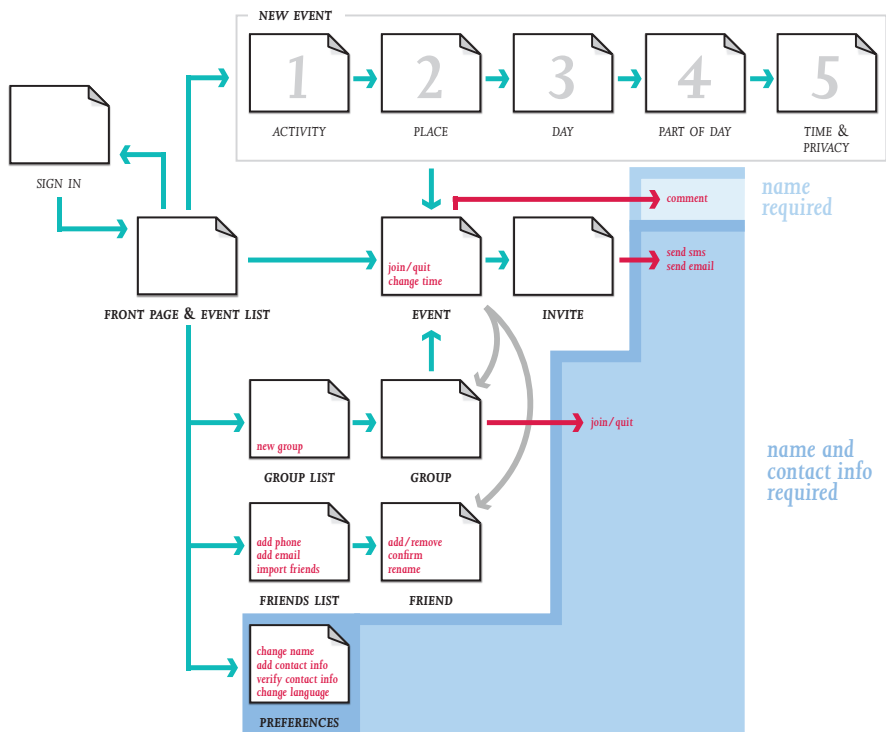 NEW EVENT
1
2
3
4
5
ACTIVITY
PLACE
DAY
PART OF DAY
TIME &
PRIVACY
SIGN IN
comment
name
required
join/quit
change time
send sms
send email
FRONT PAGE & EVENT LIST
EVENT
INVITE
new group
join/quit
GROUP LIST
GROUP
name and
contact info
required
add phone
add email
import friends
add/remove
confirm
rename
FRIENDS LIST
FRIEND
change name
add contact info
verify contact info
change language
PREFERENCES